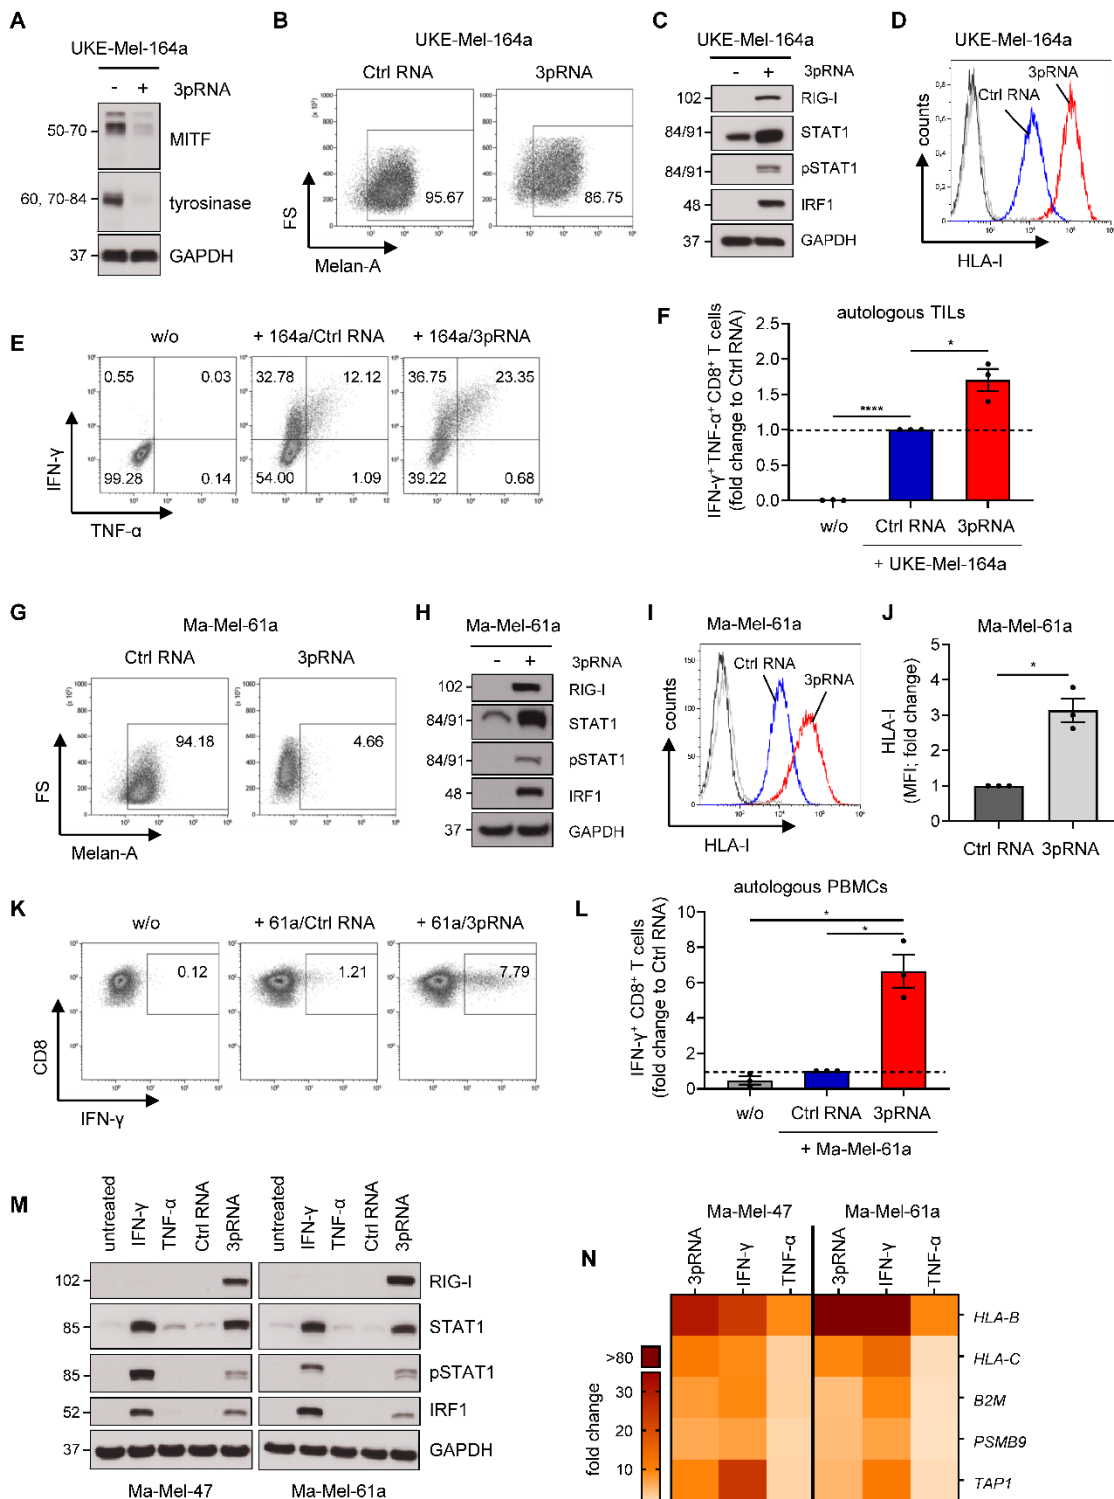 A
UKE-Mel-164a
- + 3pRNA
50-70 MITF
60, 70-84 tyrosinase
37 GAPDH
B
UKE-Mel-164a
Ctrl RNA 3pRNA
95.67 86.75
FS
Melan-A
C
UKE-Mel-164a
- + 3pRNA
102 RIG-I
84/91 STAT1
84/91 pSTAT1
48 IRF1
37 GAPDH
D
UKE-Mel-164a
3pRNA
Ctrl RNA
counts
HLA-I
E
w/o + 164a/Ctrl RNA + 164a/3pRNA
0.55 0.03 32.78 12.12 36.75 23.35
99.28 0.14 54.00 1.09 39.22 0.68
IFN-γ
TNF-α
F
autologous TILs
IFN-γ⁺ TNF-α⁺ CD8⁺ T cells
(fold change to Ctrl RNA)
2.5
2.0
1.5
1.0
0.5
0.0
****
*
w/o Ctrl RNA 3pRNA
+ UKE-Mel-164a
G
Ma-Mel-61a
Ctrl RNA 3pRNA
94.18 4.66
FS
Melan-A
H
Ma-Mel-61a
- + 3pRNA
102 RIG-I
84/91 STAT1
84/91 pSTAT1
48 IRF1
37 GAPDH
I
Ma-Mel-61a
Ctrl RNA
3pRNA
150
100
50
0
counts
HLA-I
J
Ma-Mel-61a
HLA-I
(MFI; fold change)
5
4
3
2
1
0
*
Ctrl RNA 3pRNA
K
w/o + 61a/Ctrl RNA + 61a/3pRNA
0.12 1.21 7.79
CD8
IFN-γ
L
autologous PBMCs
IFN-γ⁺ CD8⁺ T cells
(fold change to Ctrl RNA)
10
8
6
4
2
0
*
*
w/o Ctrl RNA 3pRNA
+ Ma-Mel-61a
M
untreated IFN-γ TNF-α Ctrl RNA 3pRNA untreated IFN-γ TNF-α Ctrl RNA 3pRNA
102 RIG-I
85 STAT1
85 pSTAT1
52 IRF1
37 GAPDH
Ma-Mel-47 Ma-Mel-61a
N
Ma-Mel-47 Ma-Mel-61a
3pRNA IFN-γ TNF-α 3pRNA IFN-γ TNF-α
HLA-B
HLA-C
B2M
PSMB9
TAP1
fold change
>80
30
20
10